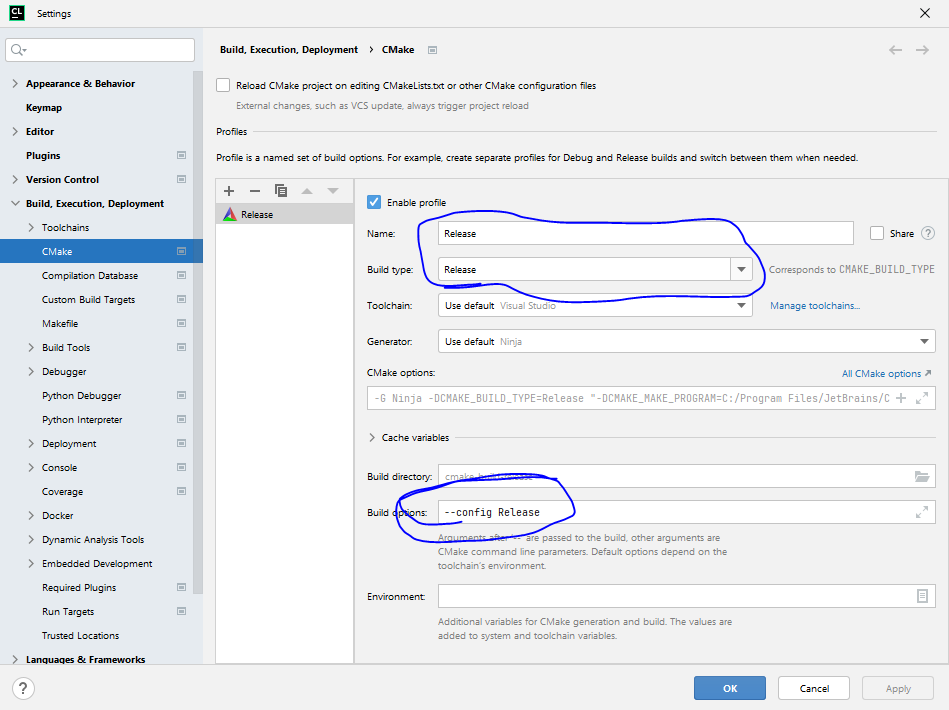 CL
Settings
Build, Execution, Deployment › CMake
Appearance & Behavior
Keymap
Editor
Plugins
Version Control
Build, Execution, Deployment
Toolchains
CMake
Compilation Database
Custom Build Targets
Makefile
Build Tools
Debugger
Python Debugger
Python Interpreter
Deployment
Console
Coverage
Docker
Dynamic Analysis Tools
Embedded Development
Required Plugins
Run Targets
Trusted Locations
Languages & Frameworks
Reload CMake project on editing CMakeLists.txt or other CMake configuration files
External changes, such as VCS update, always trigger project reload
Profiles
Profile is a named set of build options. For example, create separate profiles for Debug and Release builds and switch between them when needed.
Release
Enable profile
Name: Release Share ?
Build type: Release Corresponds to CMAKE_BUILD_TYPE
Toolchain: Use default Visual Studio Manage toolchains...
Generator: Use default Ninja
CMake options: All CMake options ↗
-G Ninja -DCMAKE_BUILD_TYPE=Release "-DCMAKE_MAKE_PROGRAM=C:/Program Files/JetBrains/C
Cache variables
Build directory: cmake-build-release
Build options: --config Release
Arguments after '--' are passed to the build, other arguments are
CMake command line parameters. Default options depend on the
toolchain's environment.
Environment:
Additional variables for CMake generation and build. The values are
added to system and toolchain variables.
?
OK Cancel Apply